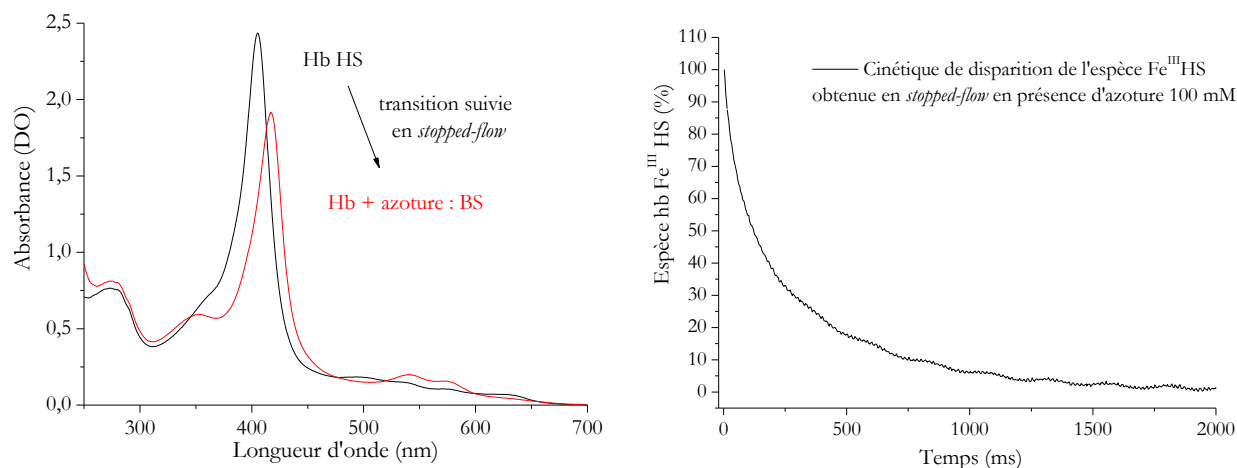 2,5
2,0
1,5
1,0
0,5
0,0
Absorbance (DO)
300
400
500
600
700
Longueur d'onde (nm)
Hb HS
transition suivie
en stopped-flow
Hb + azoture : BS
110
100
90
80
70
60
50
40
30
20
10
0
Espèce hb Fe^III HS (%)
0
500
1000
1500
2000
Temps (ms)
Cinétique de disparition de l'espèce Fe^IIIHS
obtenue en stopped-flow en présence d'azoture 100 mM